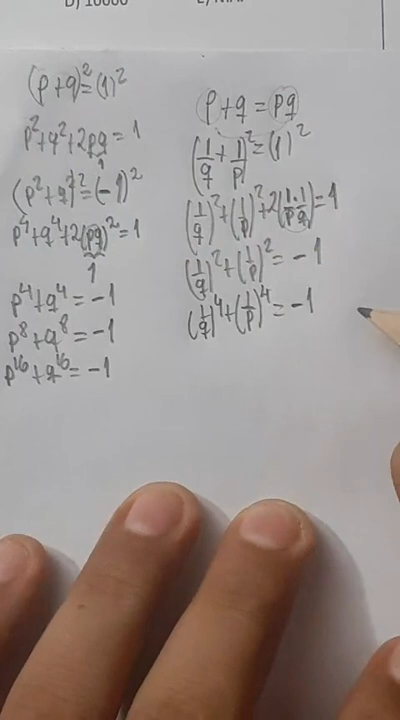 D) 10000
(p+q)²=(1)²
p²+q²+2pq=1
1
(p²+q²)²=(-1)²
p⁴+q⁴+2(pq)²=1
1
p⁴+q⁴=-1
p⁸+q⁸=-1
p¹⁶+q¹⁶=-1
p+q=pq
(1/q+1/p)²=(1)²
(1/q)²+(1/p)²+2(1/p·1/q)=1
(1/q)²+(1/p)²=-1
(1/q)⁴+(1/p)⁴=-1